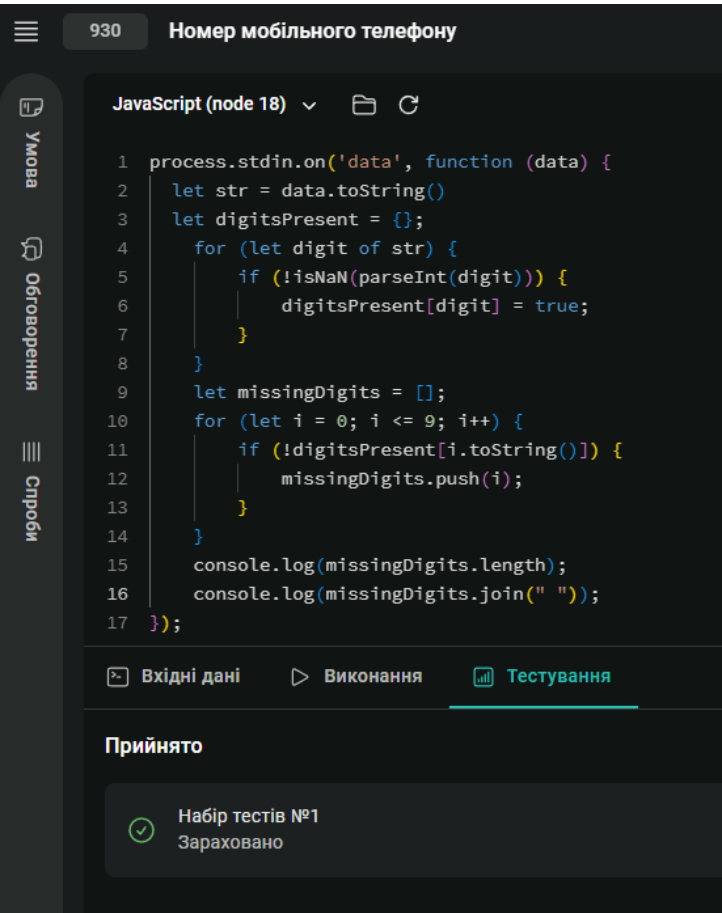 930 Номер мобільного телефону
Умова
Обговорення
Спроби
JavaScript (node 18)
1 process.stdin.on('data', function (data) {
2   let str = data.toString()
3   let digitsPresent = {};
4     for (let digit of str) {
5         if (!isNaN(parseInt(digit))) {
6             digitsPresent[digit] = true;
7         }
8     }
9     let missingDigits = [];
10     for (let i = 0; i <= 9; i++) {
11         if (!digitsPresent[i.toString()]) {
12             missingDigits.push(i);
13         }
14     }
15     console.log(missingDigits.length);
16     console.log(missingDigits.join(" "));
17 });
Вхідні дані Виконання Тестування
Прийнято
Набір тестів №1
Зараховано